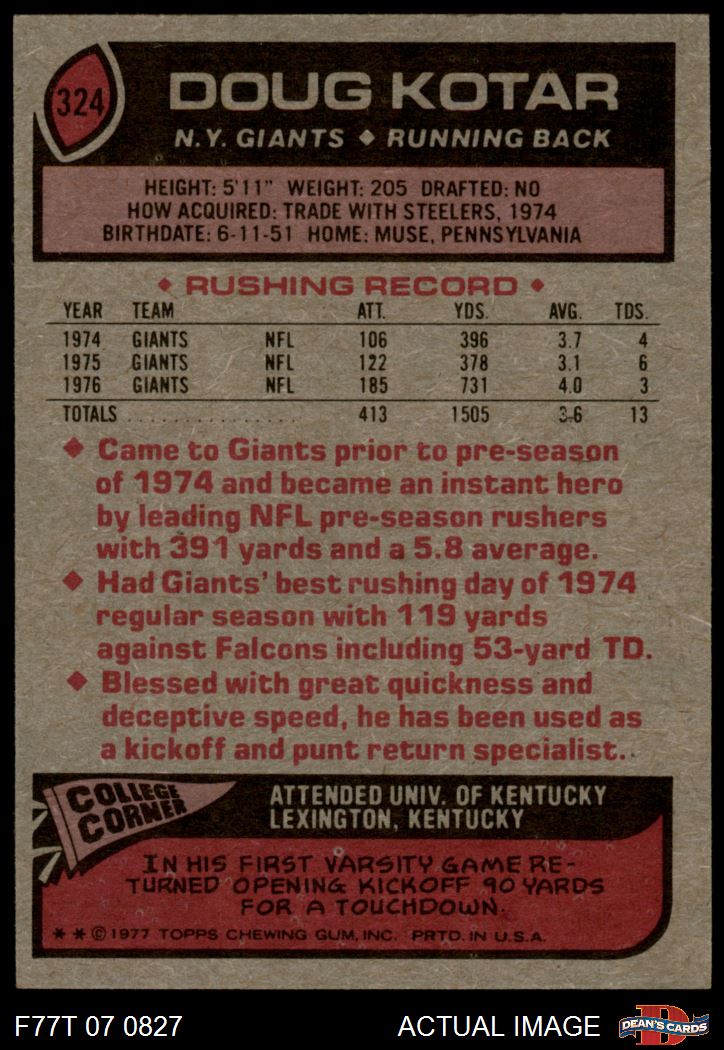 324
DOUG KOTAR
N.Y. GIANTS ◆ RUNNING BACK
HEIGHT: 5'11" WEIGHT: 205 DRAFTED: NO
HOW ACQUIRED: TRADE WITH STEELERS, 1974
BIRTHDATE: 6-11-51 HOME: MUSE, PENNSYLVANIA
◆ RUSHING RECORD ◆
YEAR TEAM ATT. YDS. AVG. TDS.
1974 GIANTS NFL 106 396 3.7 4
1975 GIANTS NFL 122 378 3.1 6
1976 GIANTS NFL 185 731 4.0 3
TOTALS . . . . . . . . . . . . . . . 413 1505 3.6 13
◆ Came to Giants prior to pre-season
of 1974 and became an instant hero
by leading NFL pre-season rushers
with 391 yards and a 5.8 average.
◆ Had Giants' best rushing day of 1974
regular season with 119 yards
against Falcons including 53-yard TD.
◆ Blessed with great quickness and
deceptive speed, he has been used as
a kickoff and punt return specialist.
COLLEGE
CORNER
ATTENDED UNIV. OF KENTUCKY
LEXINGTON, KENTUCKY
IN HIS FIRST VARSITY GAME RE-
TURNED OPENING KICKOFF 90 YARDS
FOR A TOUCHDOWN.
** © 1977 TOPPS CHEWING GUM, INC. PRTD. IN U.S.A.
F77T 07 0827 ACTUAL IMAGE
D
DEAN'S CARDS